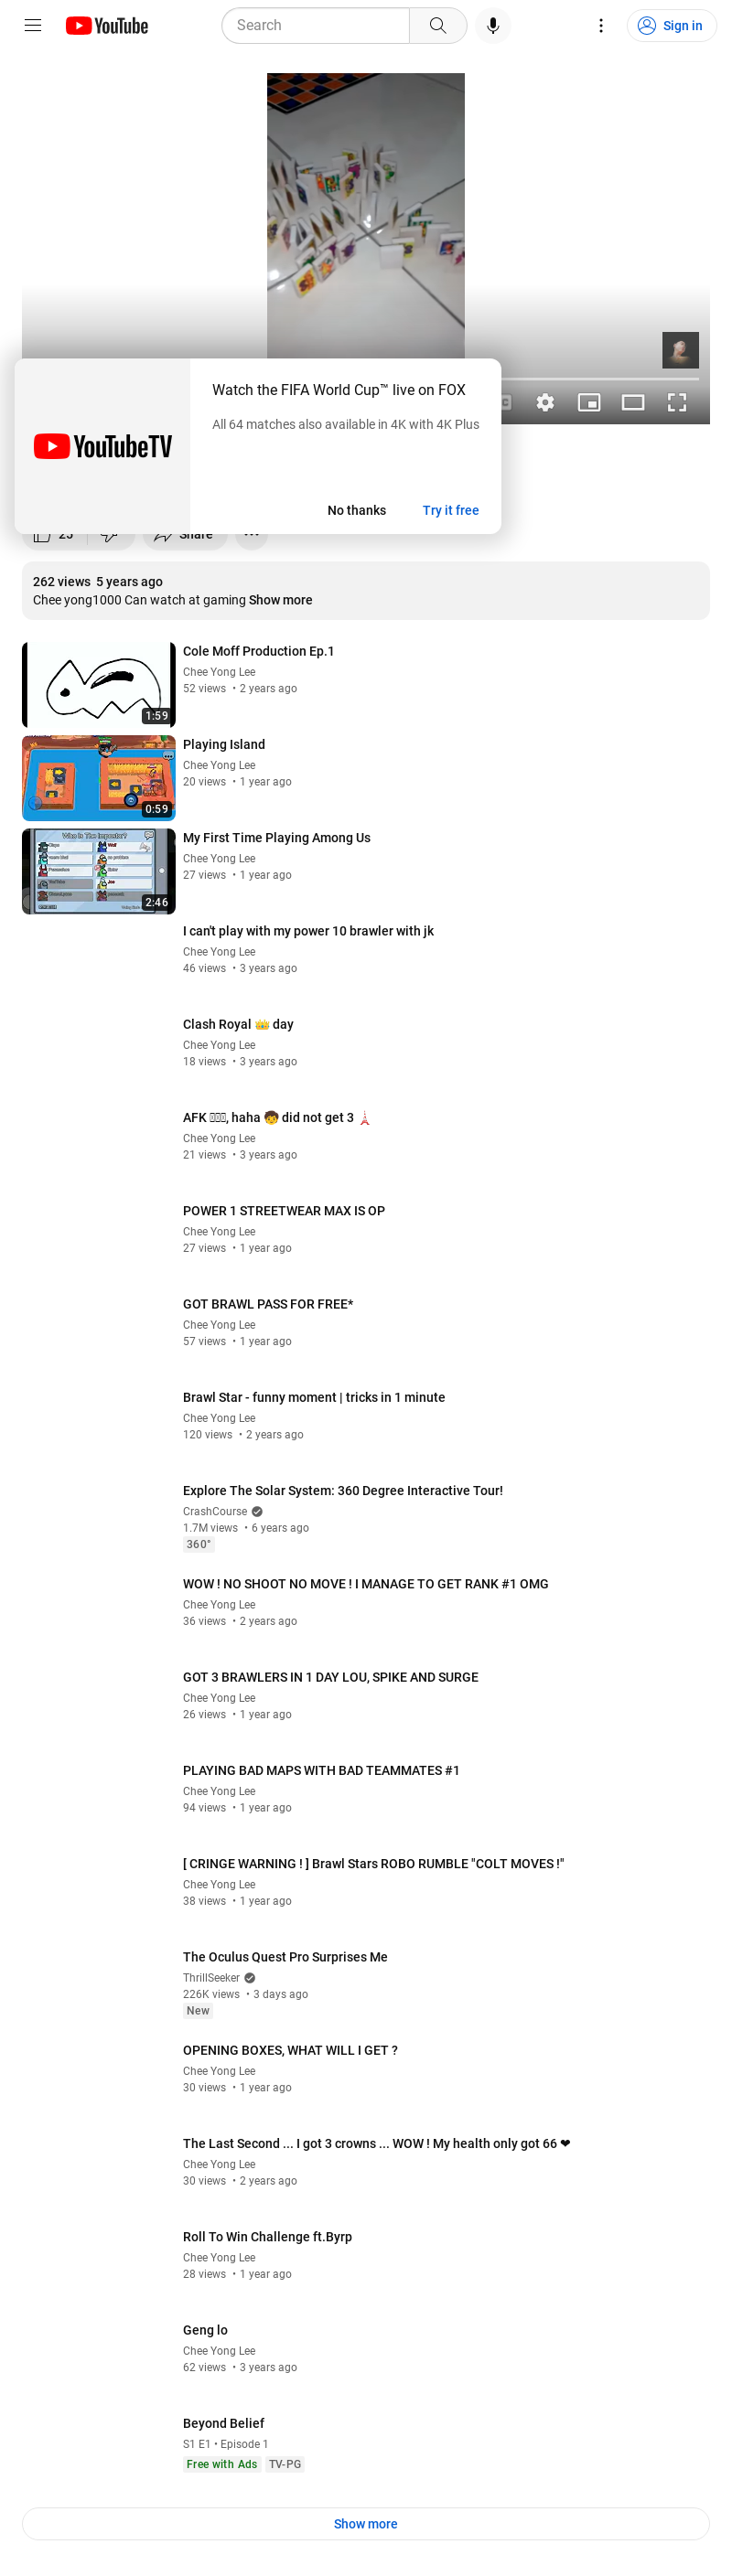 YouTube
Search
Sign in
Watch the FIFA World Cup™ live on FOX
All 64 matches also available in 4K with 4K Plus
YouTubeTV
No thanks
Try it free
25
Share
262 views 5 years ago
Chee yong1000 Can watch at gaming Show more
Cole Moff Production Ep.1
Chee Yong Lee
52 views • 2 years ago
1:59
Playing Island
Chee Yong Lee
20 views • 1 year ago
0:59
My First Time Playing Among Us
Chee Yong Lee
27 views • 1 year ago
Who Is The Impostor?
2:46
I can't play with my power 10 brawler with jk
Chee Yong Lee
46 views • 3 years ago
Clash Royal 👑 day
Chee Yong Lee
18 views • 3 years ago
AFK , haha 🧒 did not get 3 🗼
Chee Yong Lee
21 views • 3 years ago
POWER 1 STREETWEAR MAX IS OP
Chee Yong Lee
27 views • 1 year ago
GOT BRAWL PASS FOR FREE*
Chee Yong Lee
57 views • 1 year ago
Brawl Star - funny moment | tricks in 1 minute
Chee Yong Lee
120 views • 2 years ago
Explore The Solar System: 360 Degree Interactive Tour!
CrashCourse
1.7M views • 6 years ago
360°
WOW ! NO SHOOT NO MOVE ! I MANAGE TO GET RANK #1 OMG
Chee Yong Lee
36 views • 2 years ago
GOT 3 BRAWLERS IN 1 DAY LOU, SPIKE AND SURGE
Chee Yong Lee
26 views • 1 year ago
PLAYING BAD MAPS WITH BAD TEAMMATES #1
Chee Yong Lee
94 views • 1 year ago
[ CRINGE WARNING ! ] Brawl Stars ROBO RUMBLE "COLT MOVES !"
Chee Yong Lee
38 views • 1 year ago
The Oculus Quest Pro Surprises Me
ThrillSeeker
226K views • 3 days ago
New
OPENING BOXES, WHAT WILL I GET ?
Chee Yong Lee
30 views • 1 year ago
The Last Second ... I got 3 crowns ... WOW ! My health only got 66 ❤
Chee Yong Lee
30 views • 2 years ago
Roll To Win Challenge ft.Byrp
Chee Yong Lee
28 views • 1 year ago
Geng lo
Chee Yong Lee
62 views • 3 years ago
Beyond Belief
S1 E1 • Episode 1
Free with Ads TV-PG
Show more